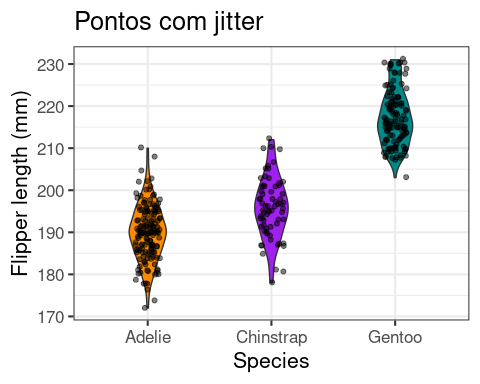 Pontos com jitter
Flipper length (mm)
230
220
210
200
190
180
170
Adelie Chinstrap Gentoo
Species